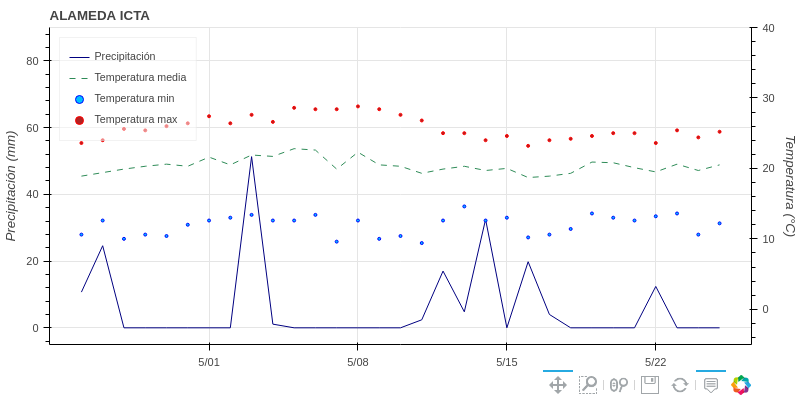 ALAMEDA ICTA
Precipitación
Temperatura media
Temperatura min
Temperatura max
Precipitación (mm)
80
60
40
20
0
Temperatura (°C)
40
30
20
10
0
5/01
5/08
5/15
5/22